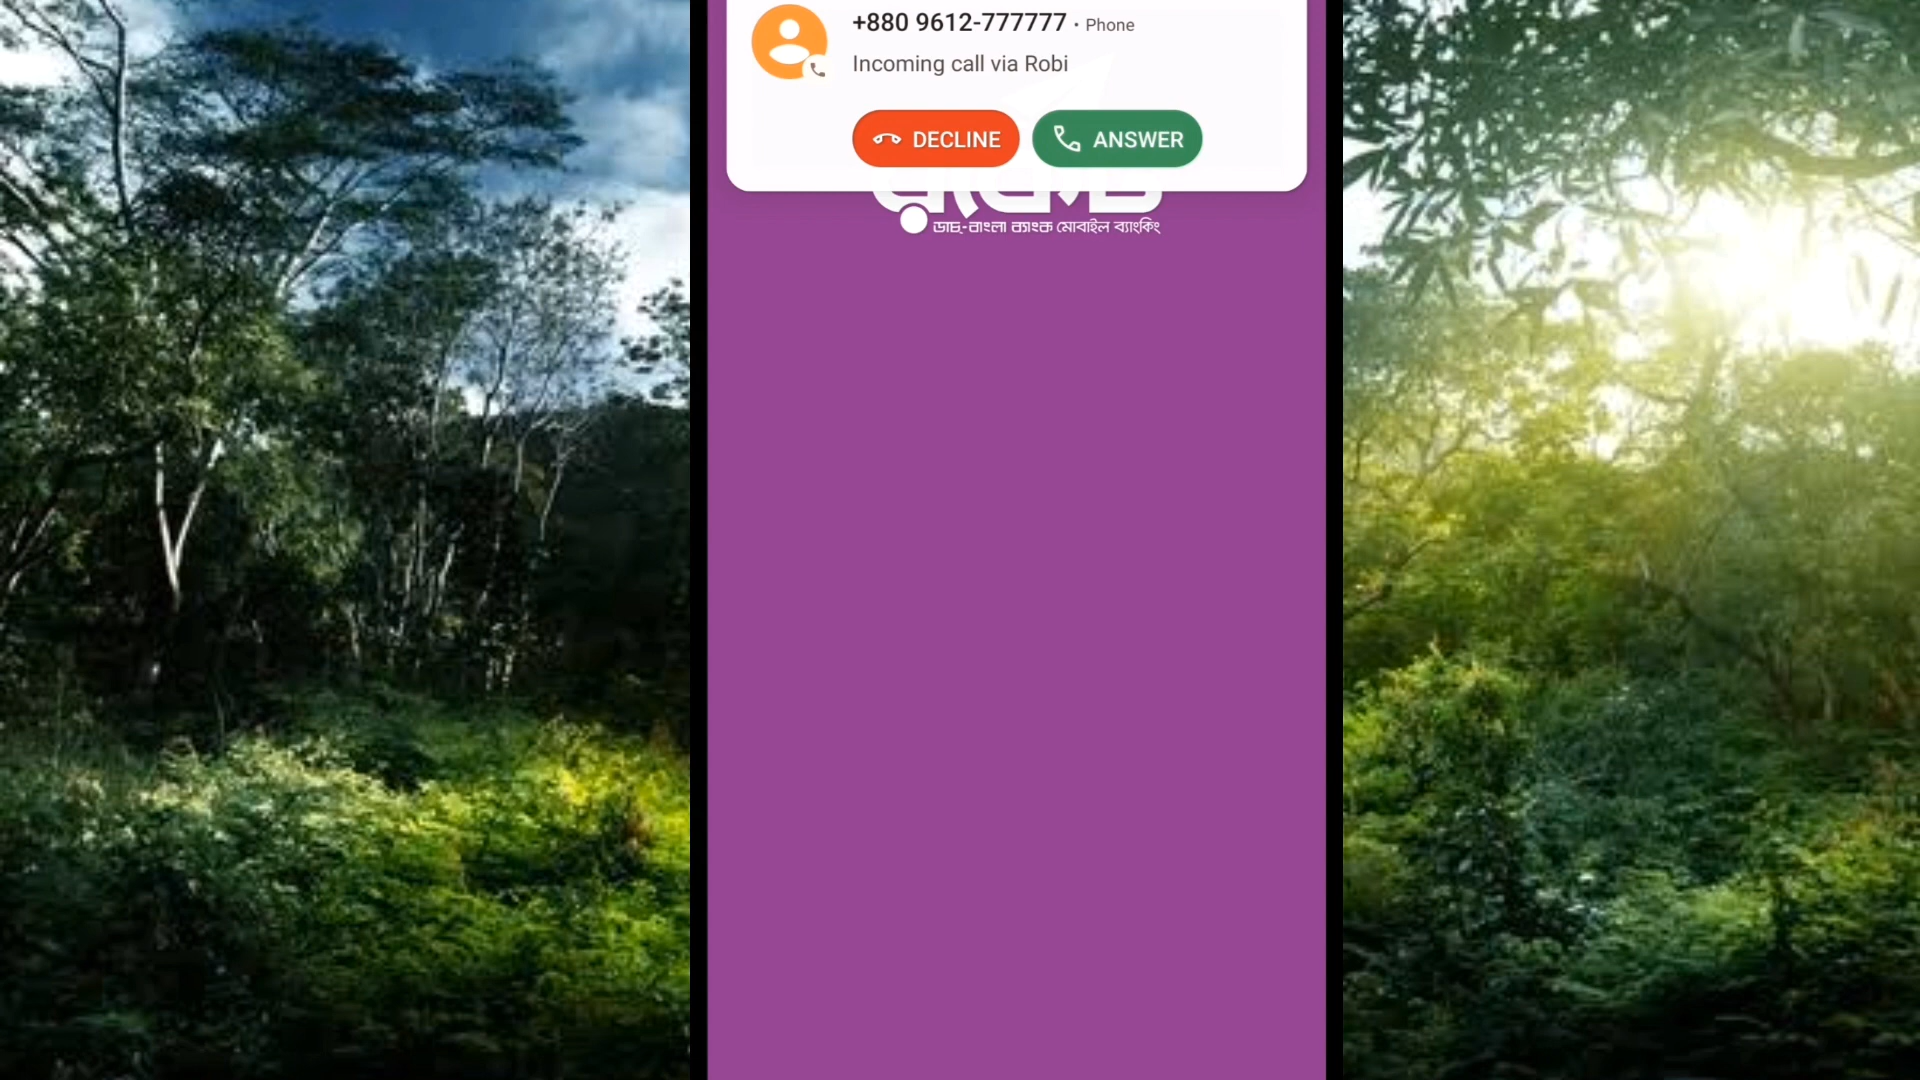 +880 9612-777777 • Phone
Incoming call via Robi
DECLINE
ANSWER
ডাচ্-বাংলা ব্যাংক মোবাইল ব্যাংকিং